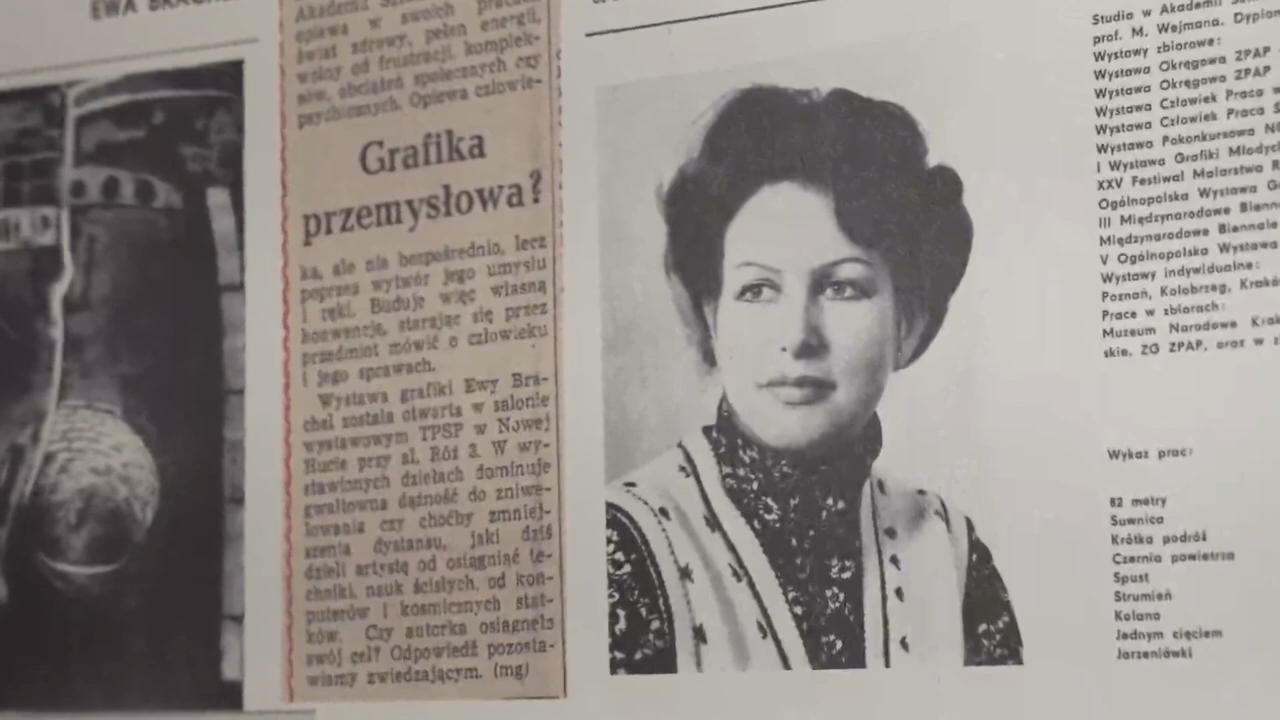 EWA BRACHE
Akademii
opiewa w swoich pracach
świat zdrowy, pełen energii,
wolny od frustracji, komplek-
sów, obciążeń społecznych czy
psychicznych. Opiewa człowie-
Grafika
przemysłowa?
ka, ale nie bezpośrednio, lecz
poprzez wytwór jego umysłu
i ręki. Buduje więc własną
konwencję, starając się przez
przedmiot mówić o człowieku
i jego sprawach.
Wystawa grafiki Ewy Bra-
chel została otwarta w salonie
wystawowym TPSP w Nowej
Hucie przy al. Róż 3. W wy-
stawionych dziełach dominuje
gwałtowna dążność do zniwe-
lowania czy choćby zmniej-
szenia dystansu, jaki dziś
dzieli artystę od osiągnięć te-
chniki, nauk ścisłych, od kom-
puterów i kosmicznych stat-
ków. Czy autorka osiągnęła
swój cel? Odpowiedź pozosta-
wiamy zwiedzającym. (mg)
Studia w Akademii
prof. M. Wejmana. Dyplom
Wystawy zbiorowe:
Wystawa Okręgowa ZPAP
Wystawa Okręgowa ZPAP
Wystawa Człowiek Praca
Wystawa Człowiek Praca
Wystawa Pokonkursowa
I Wystawa Grafiki Młodych
XXV Festiwal Malarstwa
Ogólnopolska Wystawa
III Międzynarodowe Bienn
Międzynarodowe Biennale
V Ogólnopolska Wystawa
Wystawy indywidualne:
Poznań, Kołobrzeg, Kraków
Prace w zbiorach:
Muzeum Narodowe Krak
skie, ZG ZPAP, oraz w
Wykaz prac:
82 metry
Suwnica
Krótka podróż
Czernia powietrza
Spust
Strumień
Kolano
Jednym cięciem
Jarzeniówki